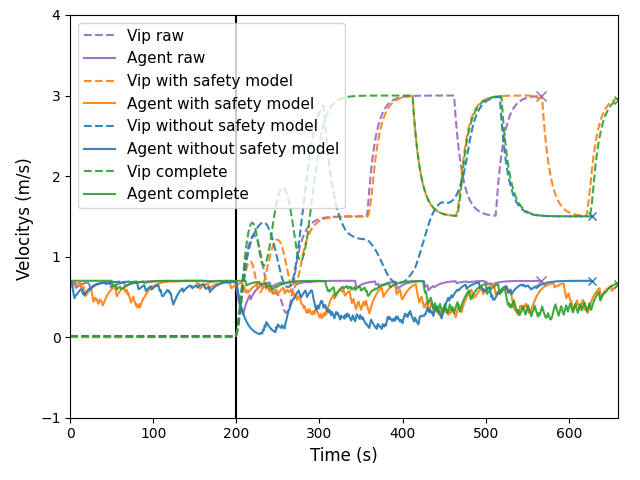 4
3
2
1
0
−1
Velocitys (m/s)
Vip raw
Agent raw
Vip with safety model
Agent with safety model
Vip without safety model
Agent without safety model
Vip complete
Agent complete
0 100 200 300 400 500 600
Time (s)